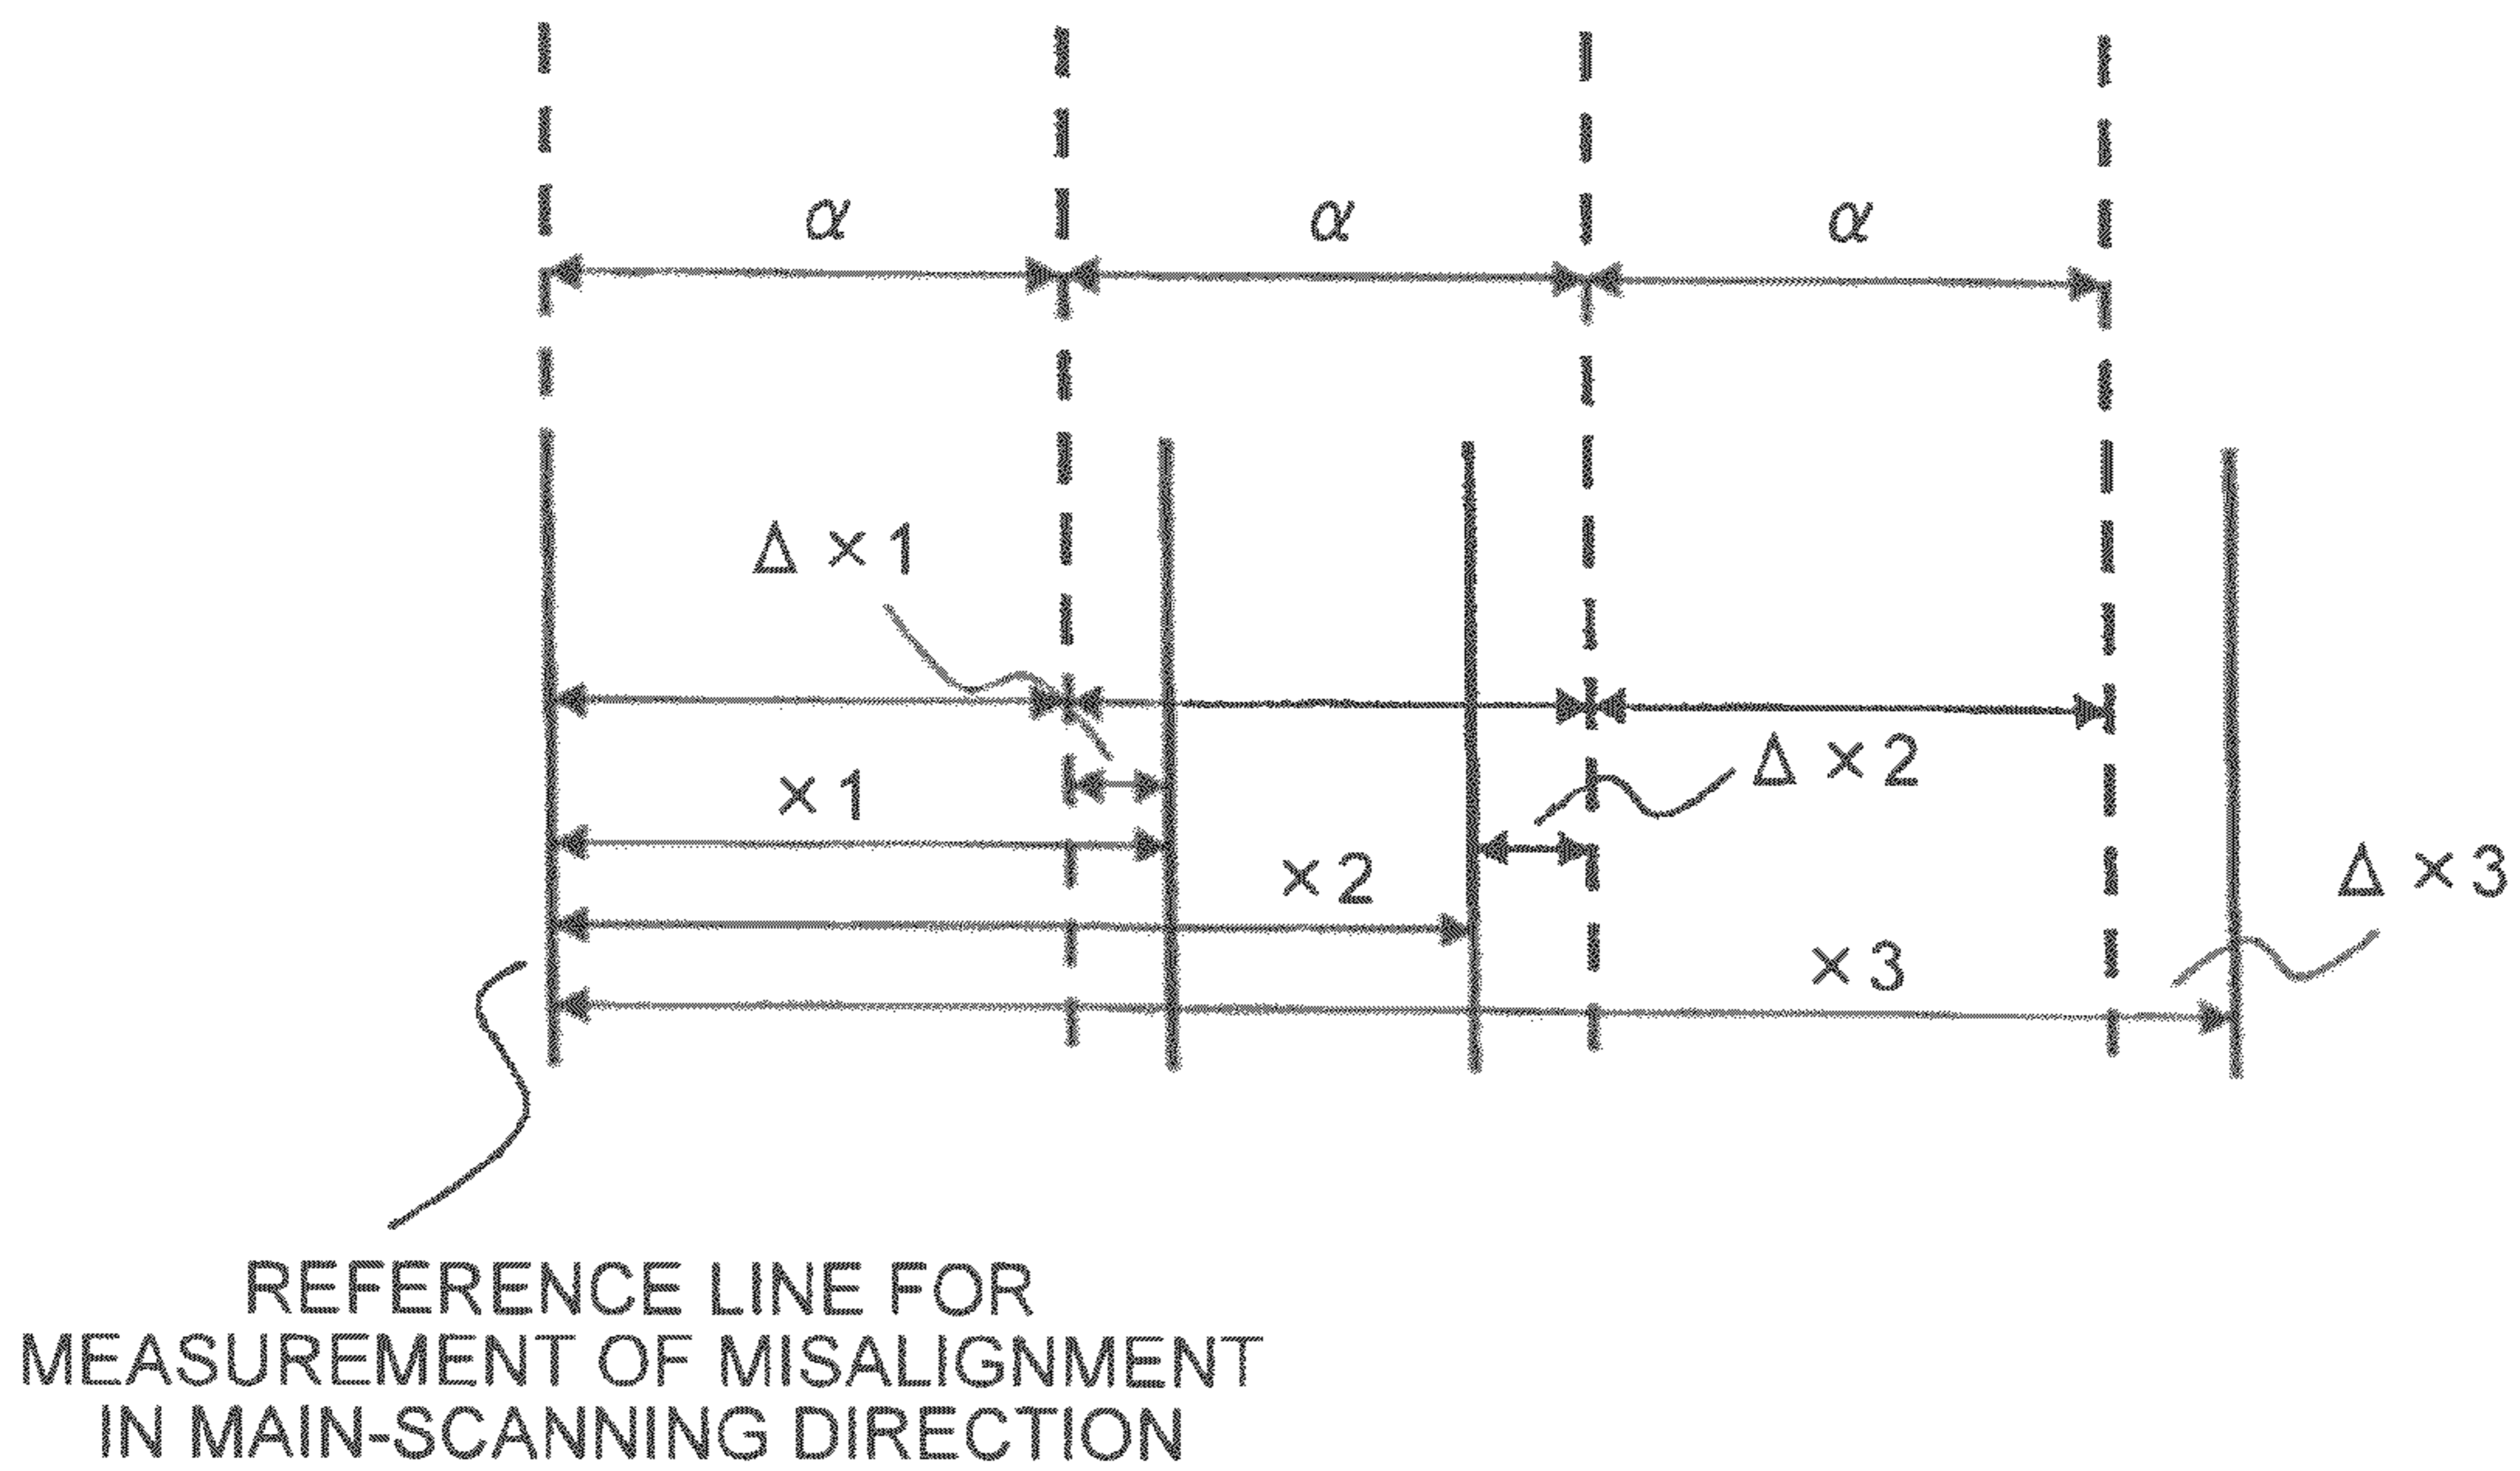 α α α
Δ×1
Δ×2
×1
×2
Δ×3
×3
REFERENCE LINE FOR
MEASUREMENT OF MISALIGNMENT
IN MAIN-SCANNING DIRECTION